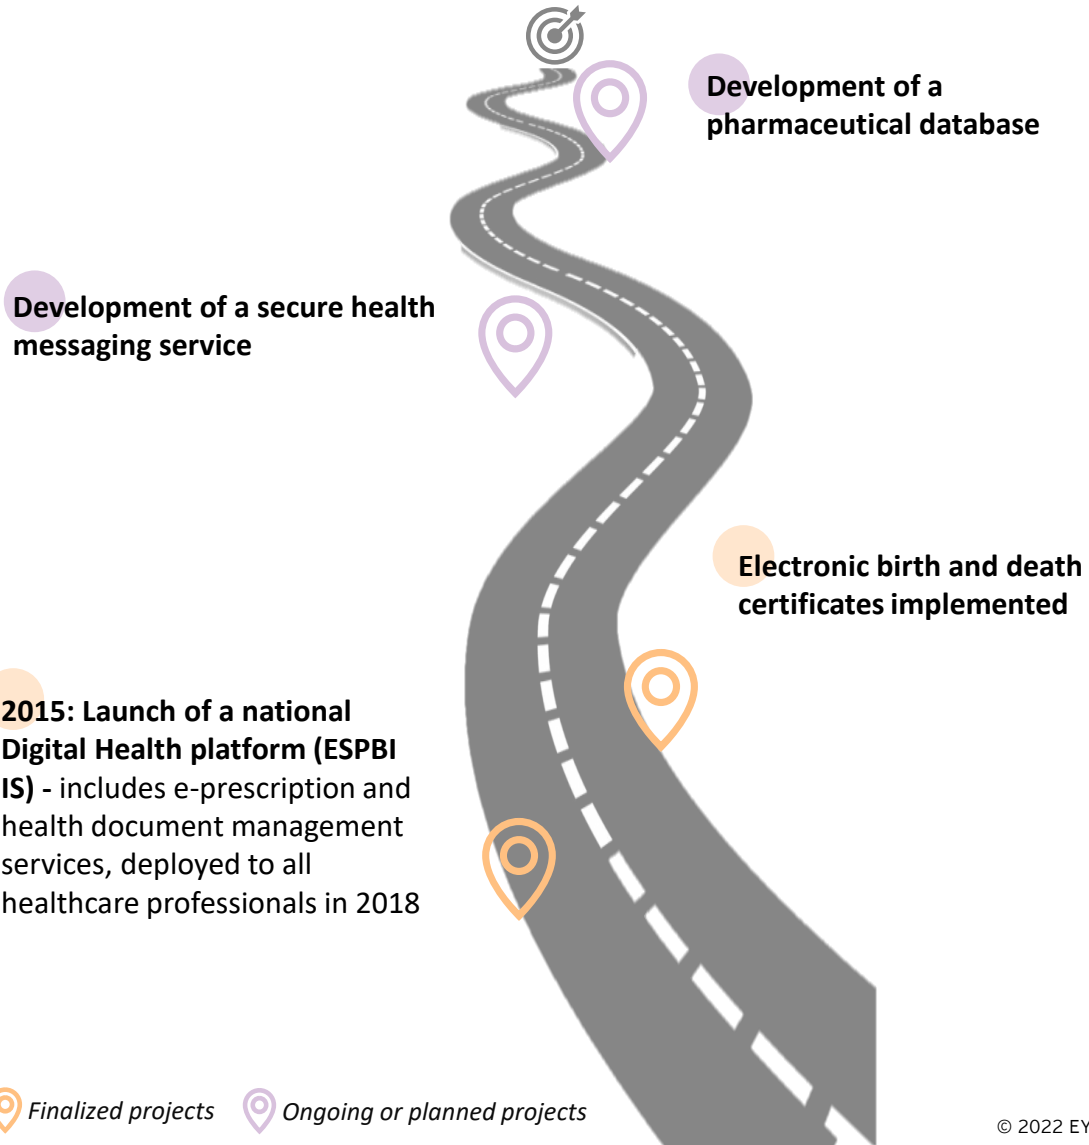 Development of a
pharmaceutical database
Development of a secure health
messaging service
Electronic birth and death
certificates implemented
2015: Launch of a national
Digital Health platform (ESPBI
IS) - includes e-prescription and
health document management
services, deployed to all
healthcare professionals in 2018
Finalized projects
Ongoing or planned projects
© 2022 EY